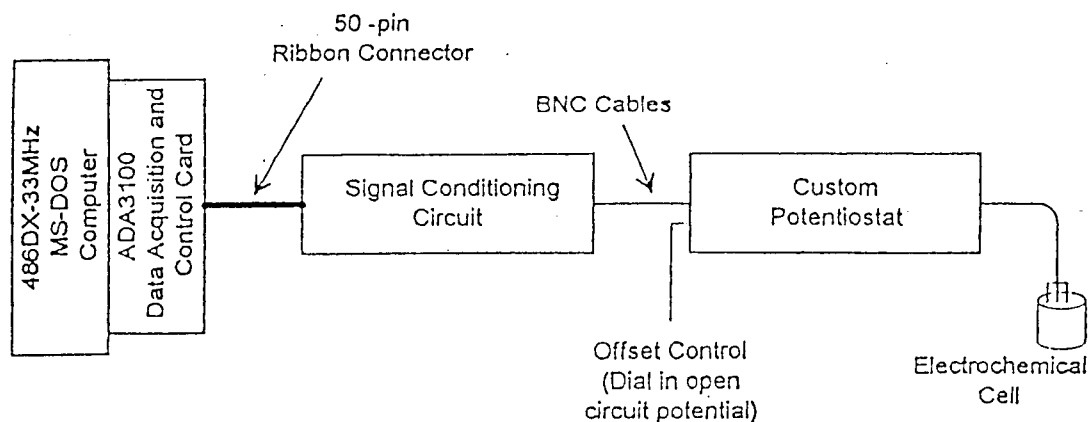 50 -pin
Ribbon Connector
BNC Cables
486DX-33MHz
MS-DOS
Computer
ADA3100
Data Acquisition and
Control Card
Signal Conditioning
Circuit
Custom
Potentiostat
Offset Control
(Dial in open
circuit potential)
Electrochemical
Cell